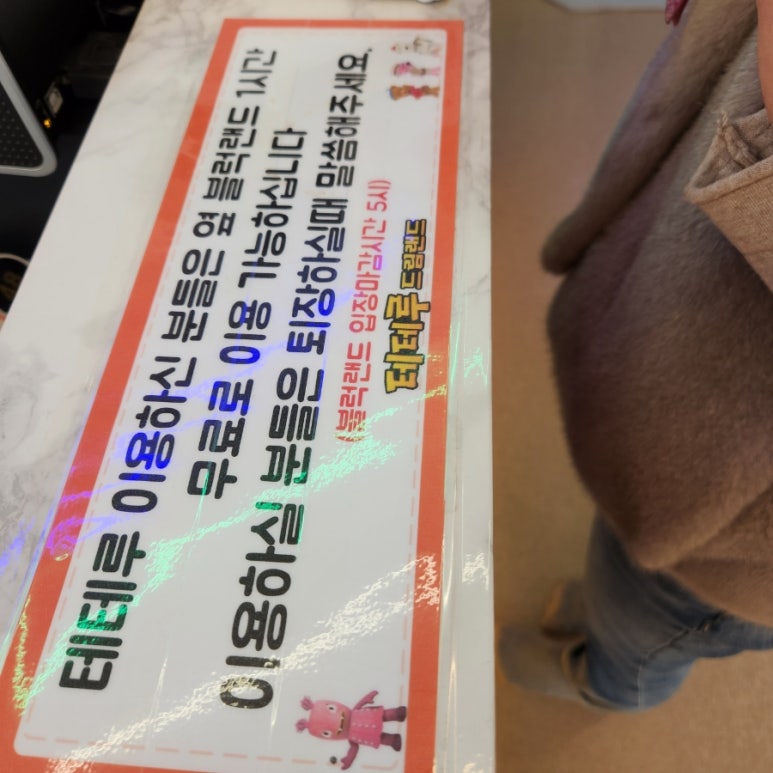 테테루 이용하신 분들은 옆 블럭랜드 1시간
무료로 이용 가능하십니다
이용하실 분들은 퇴장하실때 말씀해주세요.
(블럭랜드 입장마감시간 5시)
테테루 드림랜드